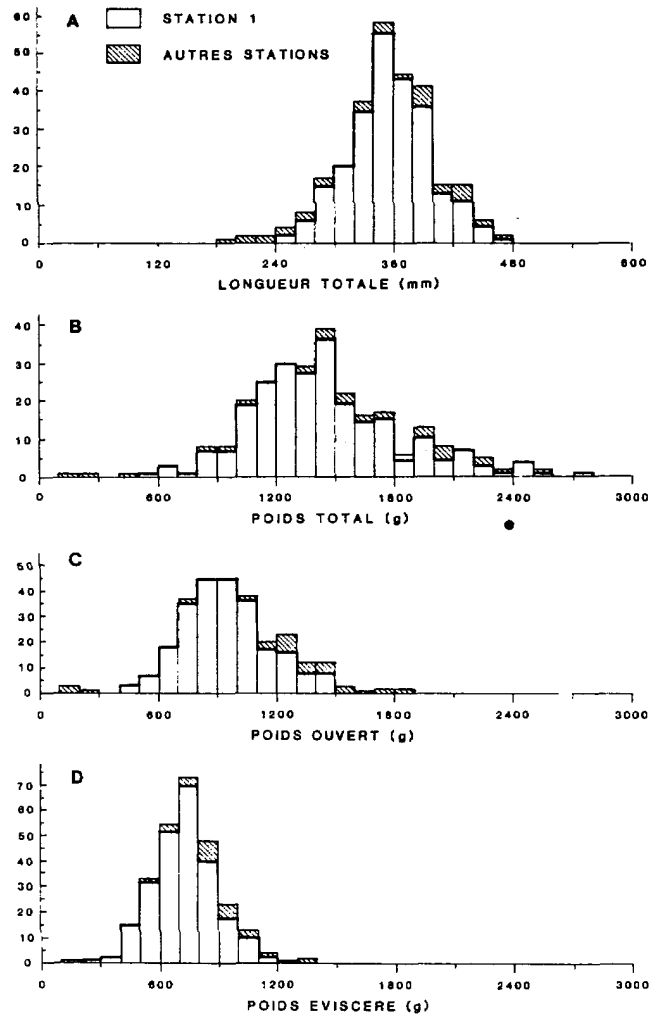 A
STATION 1
AUTRES STATIONS
60
50
40
30
20
10
0
0 120 240 360 480 600
LONGUEUR TOTALE (mm)
B
40
30
20
10
0
0 600 1200 1800 2400 3000
POIDS TOTAL (g)
C
50
40
30
20
10
0
0 600 1200 1800 2400 3000
POIDS OUVERT (g)
D
70
60
50
40
30
20
10
0
0 600 1200 1800 2400 3000
POIDS EVISCERE (g)